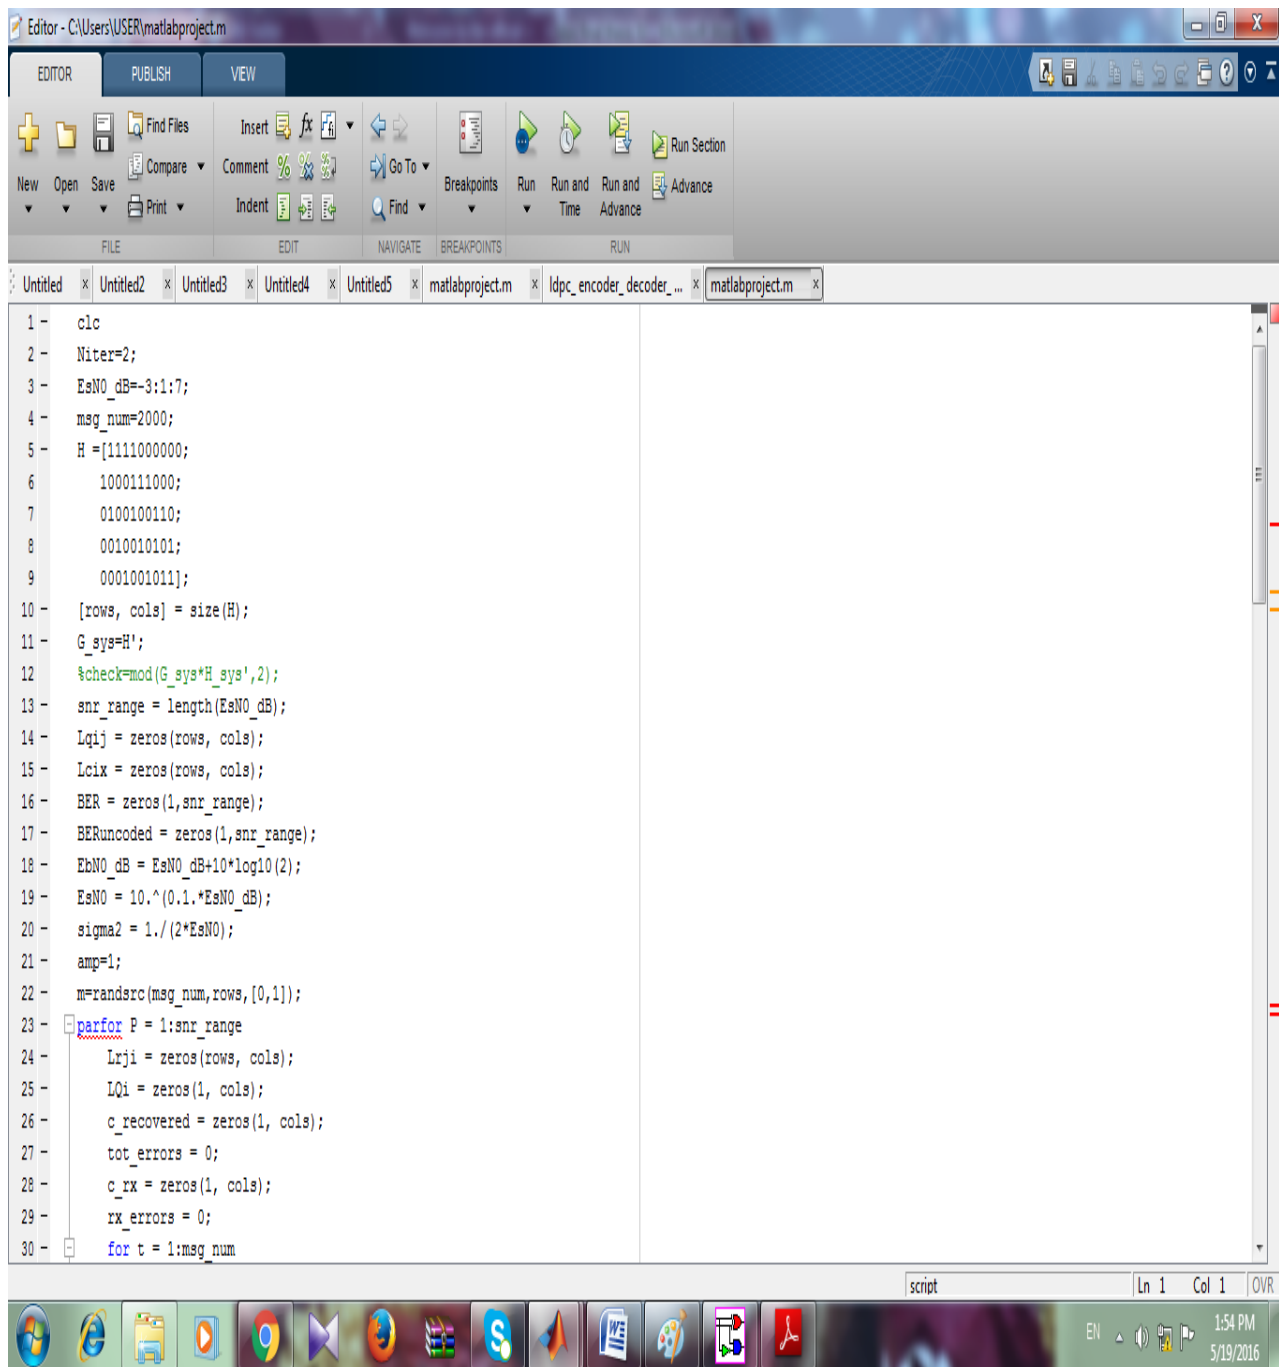 Editor - C:\Users\USER\matlabproject.m
EDITOR PUBLISH VIEW
New Open Save Find Files Compare Print
Insert fx Comment Indent
Go To Find
Breakpoints
Run Run and Time Run and Advance Run Section Advance
FILE EDIT NAVIGATE BREAKPOINTS RUN
Untitled × Untitled2 × Untitled3 × Untitled4 × Untitled5 × matlabproject.m × ldpc_encoder_decoder_... × matlabproject.m ×
1 - clc
2 - Niter=2;
3 - EsN0_dB=-3:1:7;
4 - msg_num=2000;
5 - H =[1111000000;
6 1000111000;
7 0100100110;
8 0010010101;
9 0001001011];
10 - [rows, cols] = size(H);
11 - G_sys=H';
12 %check=mod(G_sys*H_sys',2);
13 - snr_range = length(EsN0_dB);
14 - Lqij = zeros(rows, cols);
15 - Lcix = zeros(rows, cols);
16 - BER = zeros(1,snr_range);
17 - BERuncoded = zeros(1,snr_range);
18 - EbN0_dB = EsN0_dB+10*log10(2);
19 - EsN0 = 10.^(0.1.*EsN0_dB);
20 - sigma2 = 1./(2*EsN0);
21 - amp=1;
22 - m=randsrc(msg_num,rows,[0,1]);
23 - parfor P = 1:snr_range
24 - Lrji = zeros(rows, cols);
25 - LQi = zeros(1, cols);
26 - c_recovered = zeros(1, cols);
27 - tot_errors = 0;
28 - c_rx = zeros(1, cols);
29 - rx_errors = 0;
30 - for t = 1:msg_num
script Ln 1 Col 1 OVR
EN 1:54 PM
5/19/2016